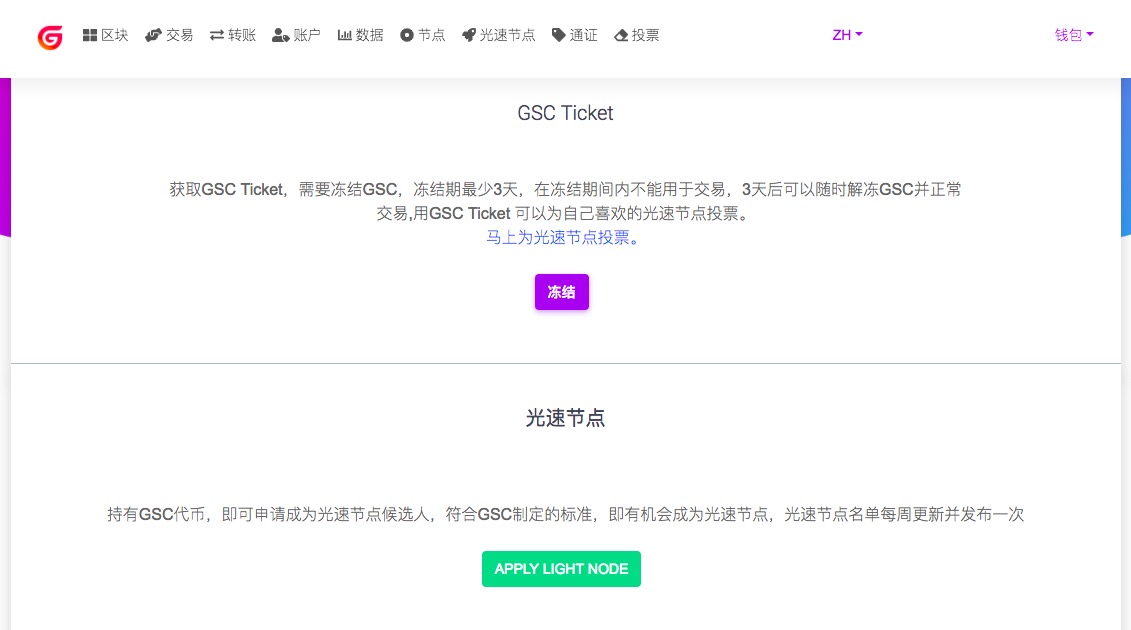 区块 交易 转账 账户 数据 节点 光速节点 通证 投票 ZH 钱包
GSC Ticket
获取GSC Ticket，需要冻结GSC，冻结期最少3天，在冻结期间内不能用于交易，3天后可以随时解冻GSC并正常
交易,用GSC Ticket 可以为自己喜欢的光速节点投票。
马上为光速节点投票。
冻结
光速节点
持有GSC代币，即可申请成为光速节点候选人，符合GSC制定的标准，即有机会成为光速节点，光速节点名单每周更新并发布一次
APPLY LIGHT NODE